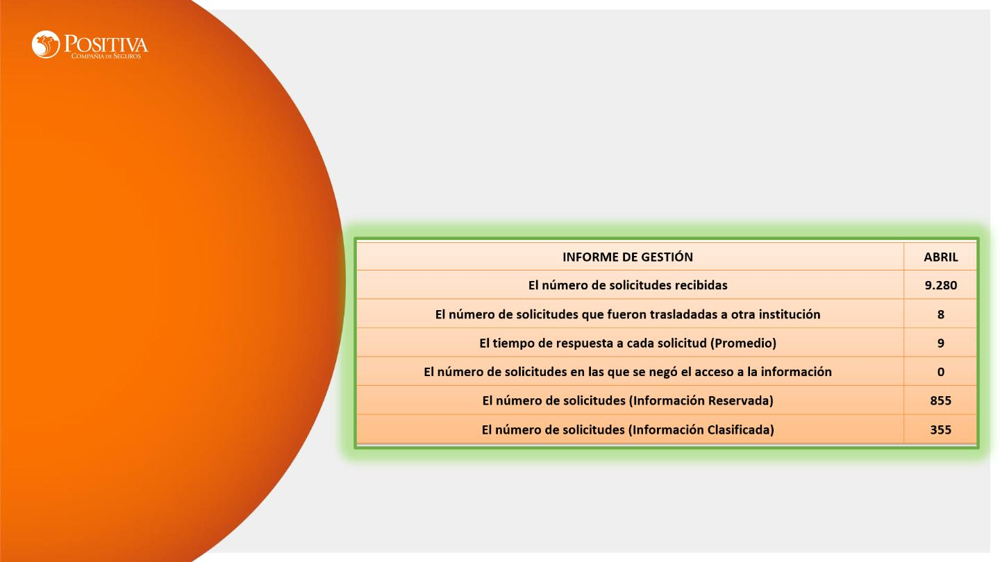 POSITIVA
COMPAÑIA DE SEGUROS
INFORME DE GESTIÓN ABRIL
El número de solicitudes recibidas 9.280
El número de solicitudes que fueron trasladadas a otra institución 8
El tiempo de respuesta a cada solicitud (Promedio) 9
El número de solicitudes en las que se negó el acceso a la información 0
El número de solicitudes (Información Reservada) 855
El número de solicitudes (Información Clasificada) 355